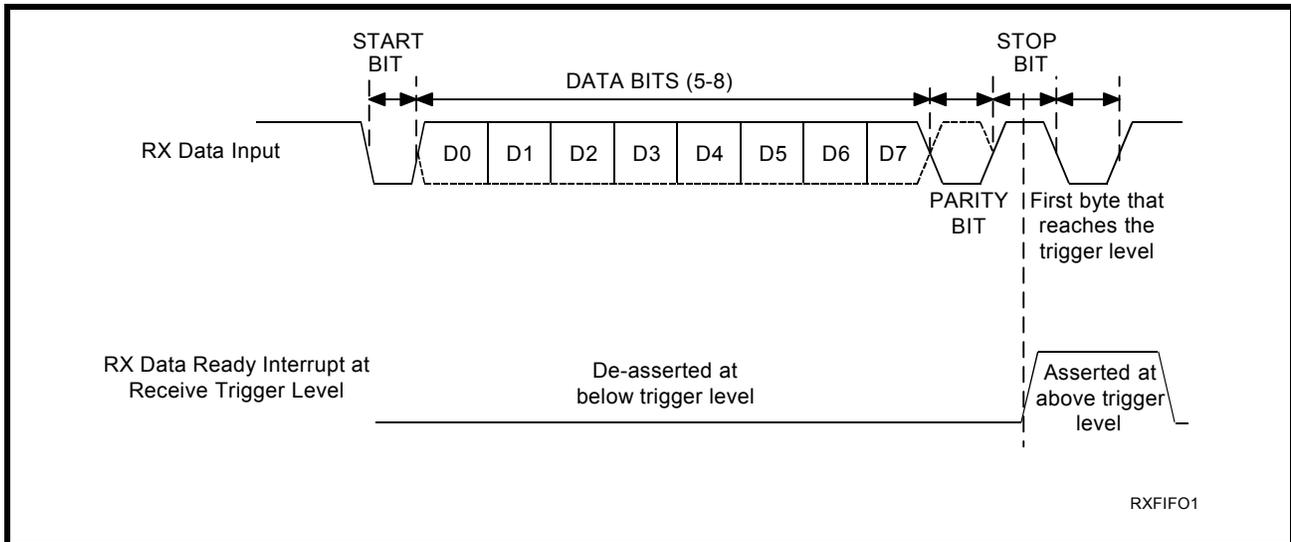 START
BIT
STOP
BIT
DATA BITS (5-8)
RX Data Input
D0 D1 D2 D3 D4 D5 D6 D7
PARITY
BIT
First byte that
reaches the
trigger level
RX Data Ready Interrupt at
Receive Trigger Level
De-asserted at
below trigger level
Asserted at
above trigger
level
RXFIFO1